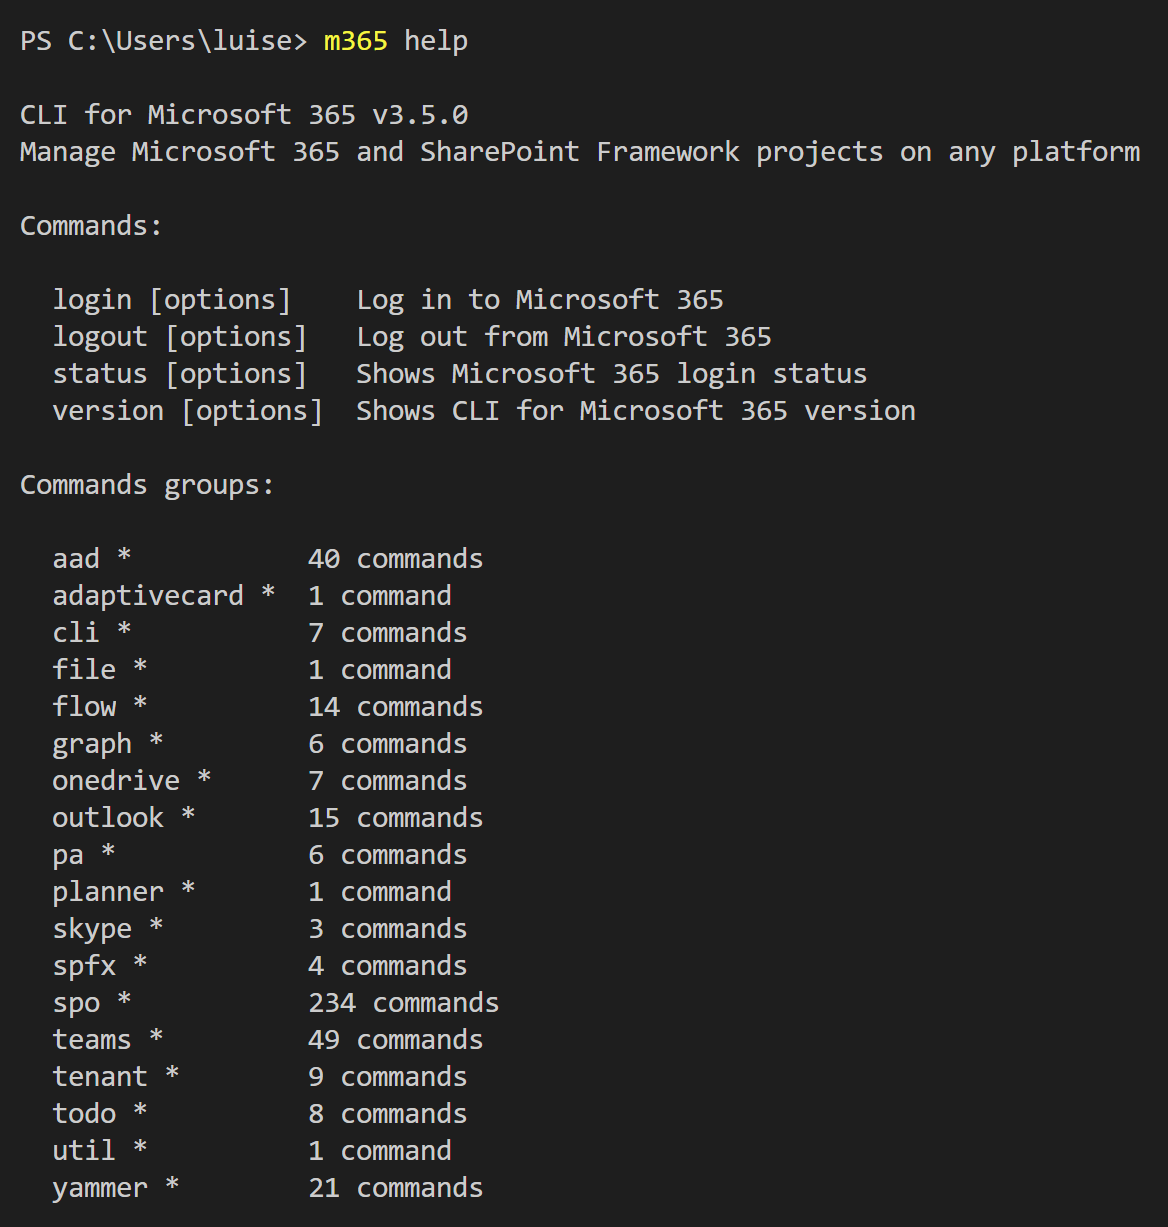 PS C:\Users\luise> m365 help
CLI for Microsoft 365 v3.5.0
Manage Microsoft 365 and SharePoint Framework projects on any platform
Commands:
login [options]    Log in to Microsoft 365
logout [options]   Log out from Microsoft 365
status [options]   Shows Microsoft 365 login status
version [options]  Shows CLI for Microsoft 365 version
Commands groups:
aad *           40 commands
adaptivecard *  1 command
cli *           7 commands
file *          1 command
flow *          14 commands
graph *         6 commands
onedrive *      7 commands
outlook *       15 commands
pa *            6 commands
planner *       1 command
skype *         3 commands
spfx *          4 commands
spo *           234 commands
teams *         49 commands
tenant *        9 commands
todo *          8 commands
util *          1 command
yammer *        21 commands